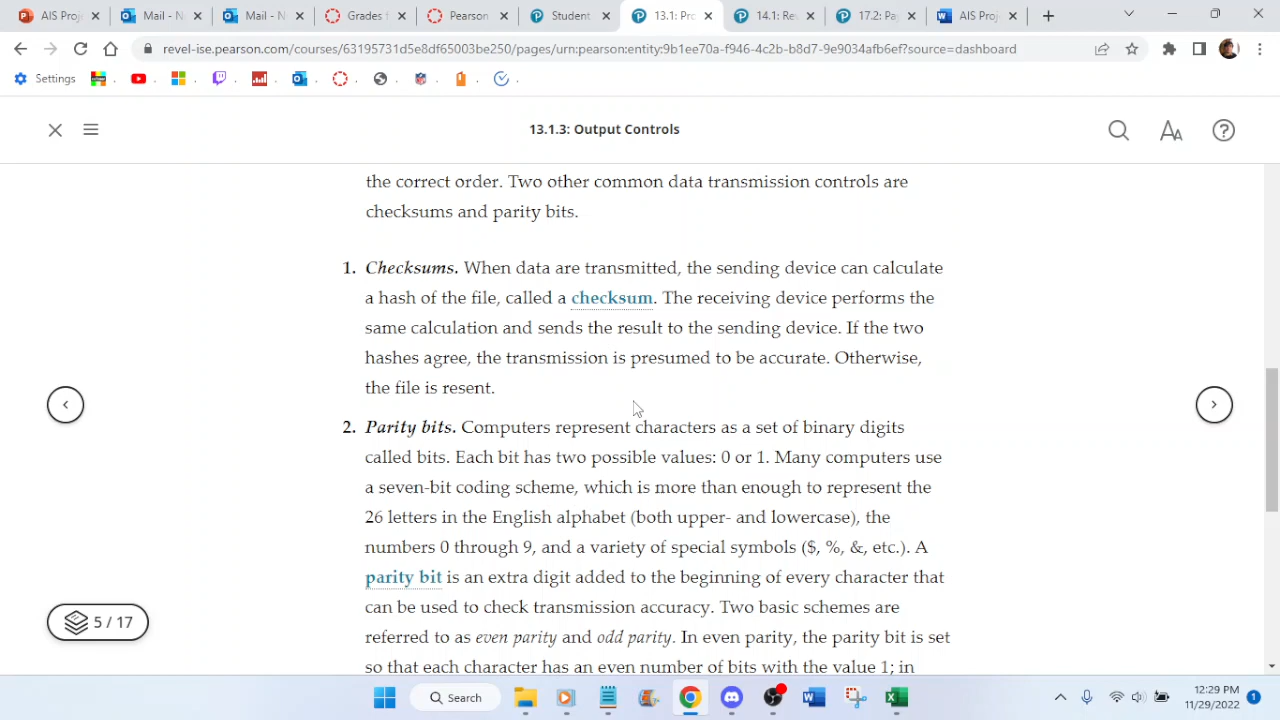 AIS Proj
Mail - N
Mail - N
Grades f
Pearson
Student
13.1: Pro
14.1: Re
17.2: Pa
AIS Proj
revel-ise.pearson.com/courses/63195731d5e8df65003be250/pages/urn:pearson:entity:9b1ee70a-f946-4c2b-b8d7-9e9034afb6ef?source=dashboard
Settings
13.1.3: Output Controls
the correct order. Two other common data transmission controls are
checksums and parity bits.
1. Checksums. When data are transmitted, the sending device can calculate
a hash of the file, called a checksum. The receiving device performs the
same calculation and sends the result to the sending device. If the two
hashes agree, the transmission is presumed to be accurate. Otherwise,
the file is resent.
2. Parity bits. Computers represent characters as a set of binary digits
called bits. Each bit has two possible values: 0 or 1. Many computers use
a seven-bit coding scheme, which is more than enough to represent the
26 letters in the English alphabet (both upper- and lowercase), the
numbers 0 through 9, and a variety of special symbols ($, %, &, etc.). A
parity bit is an extra digit added to the beginning of every character that
can be used to check transmission accuracy. Two basic schemes are
referred to as even parity and odd parity. In even parity, the parity bit is set
so that each character has an even number of bits with the value 1; in
5 / 17
Search
12:29 PM
11/29/2022
1